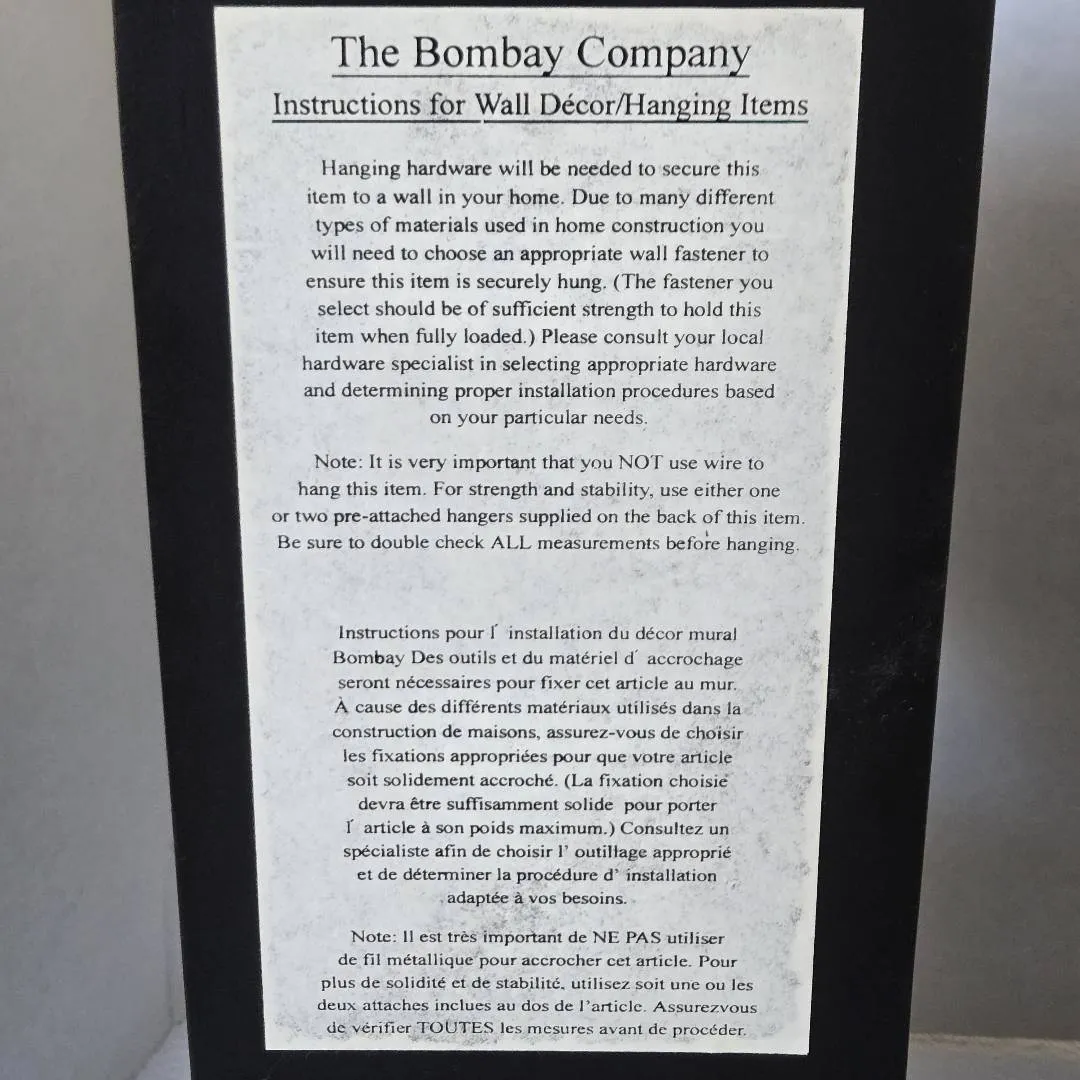 The Bombay Company
Instructions for Wall Décor/Hanging Items
Hanging hardware will be needed to secure this
item to a wall in your home. Due to many different
types of materials used in home construction you
will need to choose an appropriate wall fastener to
ensure this item is securely hung. (The fastener you
select should be of sufficient strength to hold this
item when fully loaded.) Please consult your local
hardware specialist in selecting appropriate hardware
and determining proper installation procedures based
on your particular needs.
Note: It is very important that you NOT use wire to
hang this item. For strength and stability, use either one
or two pre-attached hangers supplied on the back of this item.
Be sure to double check ALL measurements before hanging.
Instructions pour l´ installation du décor mural
Bombay Des outils et du matériel d´ accrochage
seront nécessaires pour fixer cet article au mur.
À cause des différents matériaux utilisés dans la
construction de maisons, assurez-vous de choisir
les fixations appropriées pour que votre article
soit solidement accroché. (La fixation choisie
devra être suffisamment solide pour porter
l´ article à son poids maximum.) Consultez un
spécialiste afin de choisir l’ outillage approprié
et de déterminer la procédure d’ installation
adaptée à vos besoins.
Note: Il est très important de NE PAS utiliser
de fil métallique pour accrocher cet article. Pour
plus de solidité et de stabilité, utilisez soit une ou les
deux attaches inclues au dos de l’article. Assurezvous
de vérifier TOUTES les mesures avant de procéder.